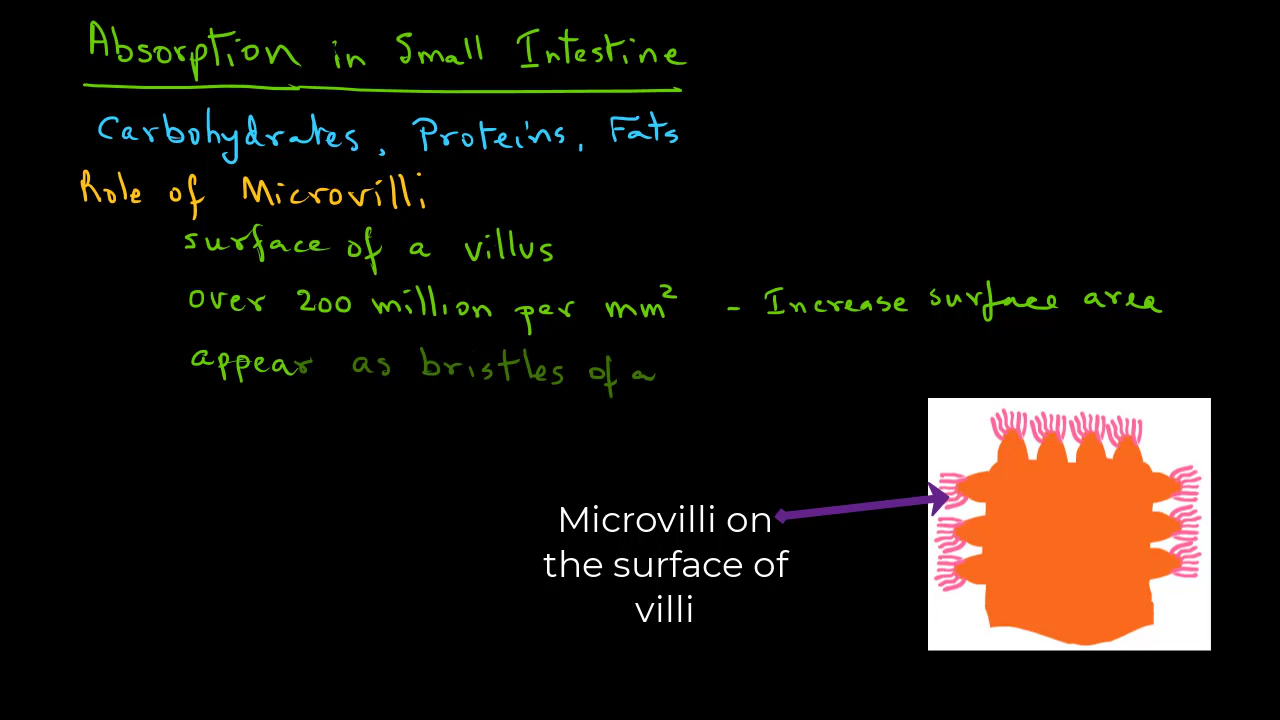 Absorption in Small Intestine
Carbohydrates, Proteins, Fats
Role of Microvilli
surface of a villus
over 200 million per mm² - Increase surface area
appear as bristles of a
Microvilli on
the surface of
villi